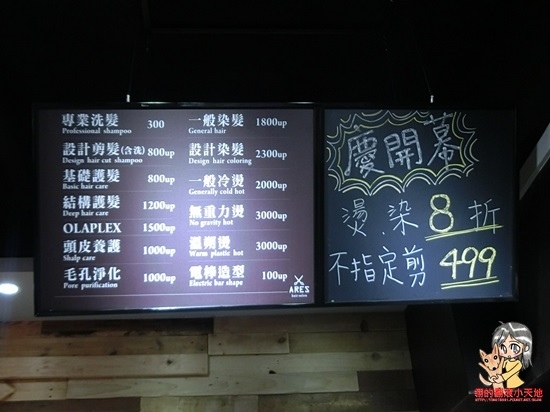 專業洗髮 300
Professional shampoo
設計剪髮(含洗) 800up
Design hair cut shampoo
基礎護髮 800up
Basic hair care
結構護髮 1200up
Deep hair care
OLAPLEX 1500up
頭皮養護 1000up
Shalp care
毛孔淨化 1000up
Pore purification
一般染髮 1800up
General hair
設計染髮 2300up
Design hair coloring
一般冷燙 2000up
Generally cold hot
無重力燙 3000up
No gravity hot
溫朔燙 3000up
Warm plastic hot
電棒造型 100up
Electric bar shape
ARES
hair salon
慶開幕
燙.染8折
不指定剪 499